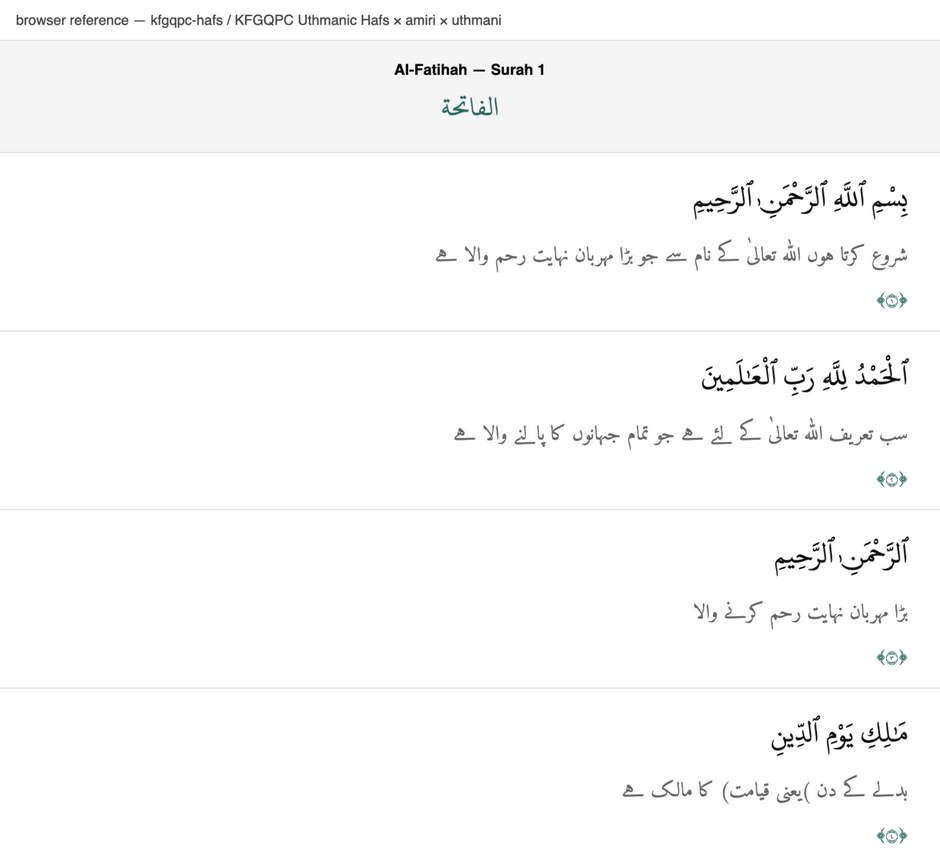 browser reference — kfgqpc-hafs / KFGQPC Uthmanic Hafs × amiri × uthmani
Al-Fatihah — Surah 1
الفاتحة
بِسْمِ ٱللَّهِ ٱلرَّحْمَٰنِ ٱلرَّحِيمِ
شروع کرتا ہوں اللہ تعالیٰ کے نام سے جو بڑا مہربان نہایت رحم والا ہے
﴿١﴾
ٱلْحَمْدُ لِلَّهِ رَبِّ ٱلْعَٰلَمِينَ
سب تعریف اللہ تعالیٰ کے لئے ہے جو تمام جہانوں کا پالنے والا ہے
﴿٢﴾
ٱلرَّحْمَٰنِ ٱلرَّحِيمِ
بڑا مہربان نہایت رحم کرنے والا
﴿٣﴾
مَٰلِكِ يَوْمِ ٱلدِّينِ
بدلے کے دن (یعنی قیامت) کا مالک ہے
﴿٤﴾